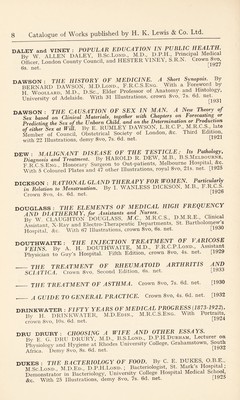 8 Catalogue of Works published by H. K. Lewis & Co. Ltd.
DALEY and VINEY: POPULAR EDUCATION IN PUBLIC HEALTH.
By W. ALLEN DALEY, B.Sc.LOND., M.D., D.P.H., Principal Medical
Officer, London County Council, and HESTER VINEY, S.R.N. Crown 8vo,
6s. net. [1927
DAWSON: THE HISTORY OF MEDICINE. A Short Synopsis. By
BERNARD DAWSON, M.D.LOND., F.R.C.S.ENG. With a Foreword by
H. WOOLLARD, M.D., D.Sc., Elder Professor of Anatomy and Histology,
University of Adelaide. With 31 Illustrations, crown 8vo, 7s. 6d. net.
[1931
DAWSON: THE CAUSATION OF SEX IN MAN. A New Theory of
Sex based on Clinical Materials, together with Chapters on Forecasting or
Predicting the Sex of the Unborn Child, and on the Determination or Production
of either Sex at Will. By E. RUMLEY DAWSON, L.R.C.P., M.R.C.S., late
Member of Council, Obstetrical Society of London, &c. Third Edition,
with 22 Illustrations, demy 8vo, 7s. 6d. net. [1921
DEW: MALIGNANT DISEASE OF THE TESTICLE: Its Pathology,
Diagnosis and Treatment. By HAROLD R. DEW, M.B., B.S.MELBOURNE,
F.R.C.S.ENG., Honorary Surgeon to Out-patients, Melbourne Hospital, &c.
With 8 Coloured Plates and 47 other Illustrations, royal 8vo, 21s. net.
DICKSON: RATIONAL GLAND THERAPY FOR WOMEN. Particularly
in Relation to Menstruation. By I. WANLESS DICKSON, M.B., F.R.C.S.
Crown 8vo, 4s. 6d. net.
DOUGLASS: THE ELEMENTS OF MEDICAL HIGH FREQUENCY
AND DIATHERMY, for Assistants and Nurses.
By W. CLAUGHTON DOUGLASS, M.C., M.R.C.S., D.M.R.E., Clinical
Assistant, X-Ray and Electro-Therapeutic Departments, St. Bartholomew's
Hospital, &c. With 67 Illustrations, crown 8vo, 6s. net. [1930
DOUTHWAITE: THE INJECTION TREATMENT OF VARICOSE
VEINS. By A. H. DOUTHWAITE, M.D., F.R.C.P.LOND., Assistant
Physician to Guy's Hospital. Fifth Edition, crown 8vo, 4s. net.
—— THE TREATMENT OF RHEUMATOID ARTHRITIS AND
SCIATICA. Crown 8vo, Second Edition, 6s. net. [1933
—— THE TREATMENT OF ASTHMA. Crown 8vo, 7s. 6d. net. [1930
—— A GUIDE TO GENERAL PRACTICE. Crown 8vo, 4s. 6d. net. [1932
DRINKWATER: FIFTY YEARS OF MEDICAL PROGRESS (1873-1922).
By H. DRINKWATER, M.D.EDIN., M.R.C.S.ENG. With Portraits,
crown 8vo, 10s. 6d. net. [1924
DRU DRURY: CHOOSING A WIFE AND OTHER ESSAYS.
By E. G. DRU DRURY, M.D., B.S.LOND., D.P.H.DURHAM, Lecturer on
Physiology and Hygiene at Rhodes University College, Grahamstown, South
Africa. Demy 8vo, 8s. 6d. net.
DUKES: THE BACTERIOLOGY OF FOOD. By C. E. DUKES, O.B.E.,
M.Sc.LOND., M.D.ED., D.P.H.LOND.; Bacteriologist, St. Mark's Hospital;
Demonstrator in Bacteriology, University College Hospital Medical School,
&c. With 25 Illustrations, demy 8vo, 7s. 6d. net.